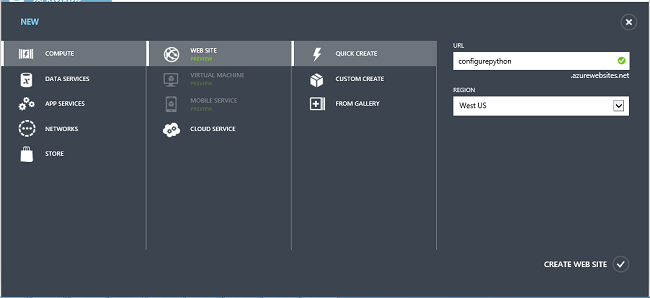 NEW
COMPUTE
DATA SERVICES
APP SERVICES
NETWORKS
STORE
WEB SITE
PREVIEW
VIRTUAL MACHINE
PREVIEW
MOBILE SERVICE
PREVIEW
CLOUD SERVICE
QUICK CREATE
CUSTOM CREATE
FROM GALLERY
URL
configurepython
.azurewebsites.net
REGION
West US
CREATE WEB SITE